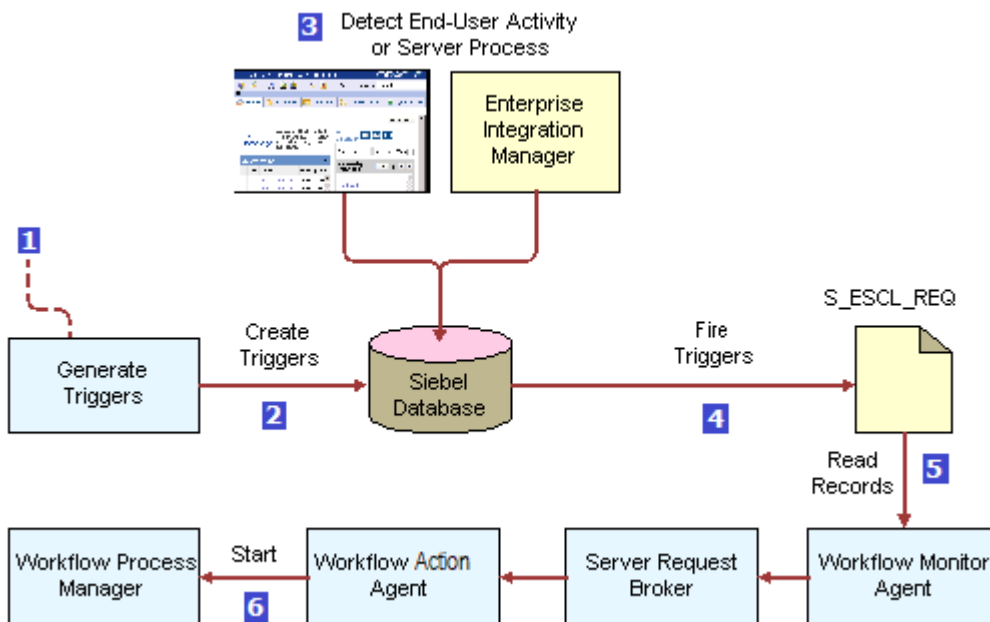 3
Detect End-User Activity
or Server Process
Enterprise
Integration
Manager
1
S_ESCL_REQ
Generate
Triggers
Create
Triggers
2
Siebel
Database
Fire
Triggers
4
Read
Records
5
Workflow Process
Manager
Start
6
Workflow Action
Agent
Server Request
Broker
Workflow Monitor
Agent